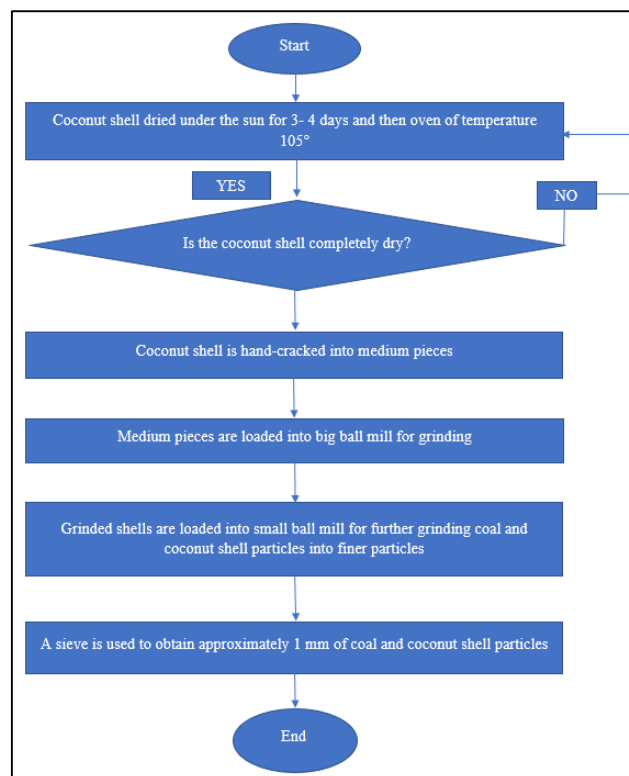 Start
Coconut shell dried under the sun for 3- 4 days and then oven of temperature
105°
YES
NO
Is the coconut shell completely dry?
Coconut shell is hand-cracked into medium pieces
Medium pieces are loaded into big ball mill for grinding
Grinded shells are loaded into small ball mill for further grinding coal and
coconut shell particles into finer particles
A sieve is used to obtain approximately 1 mm of coal and coconut shell particles
End